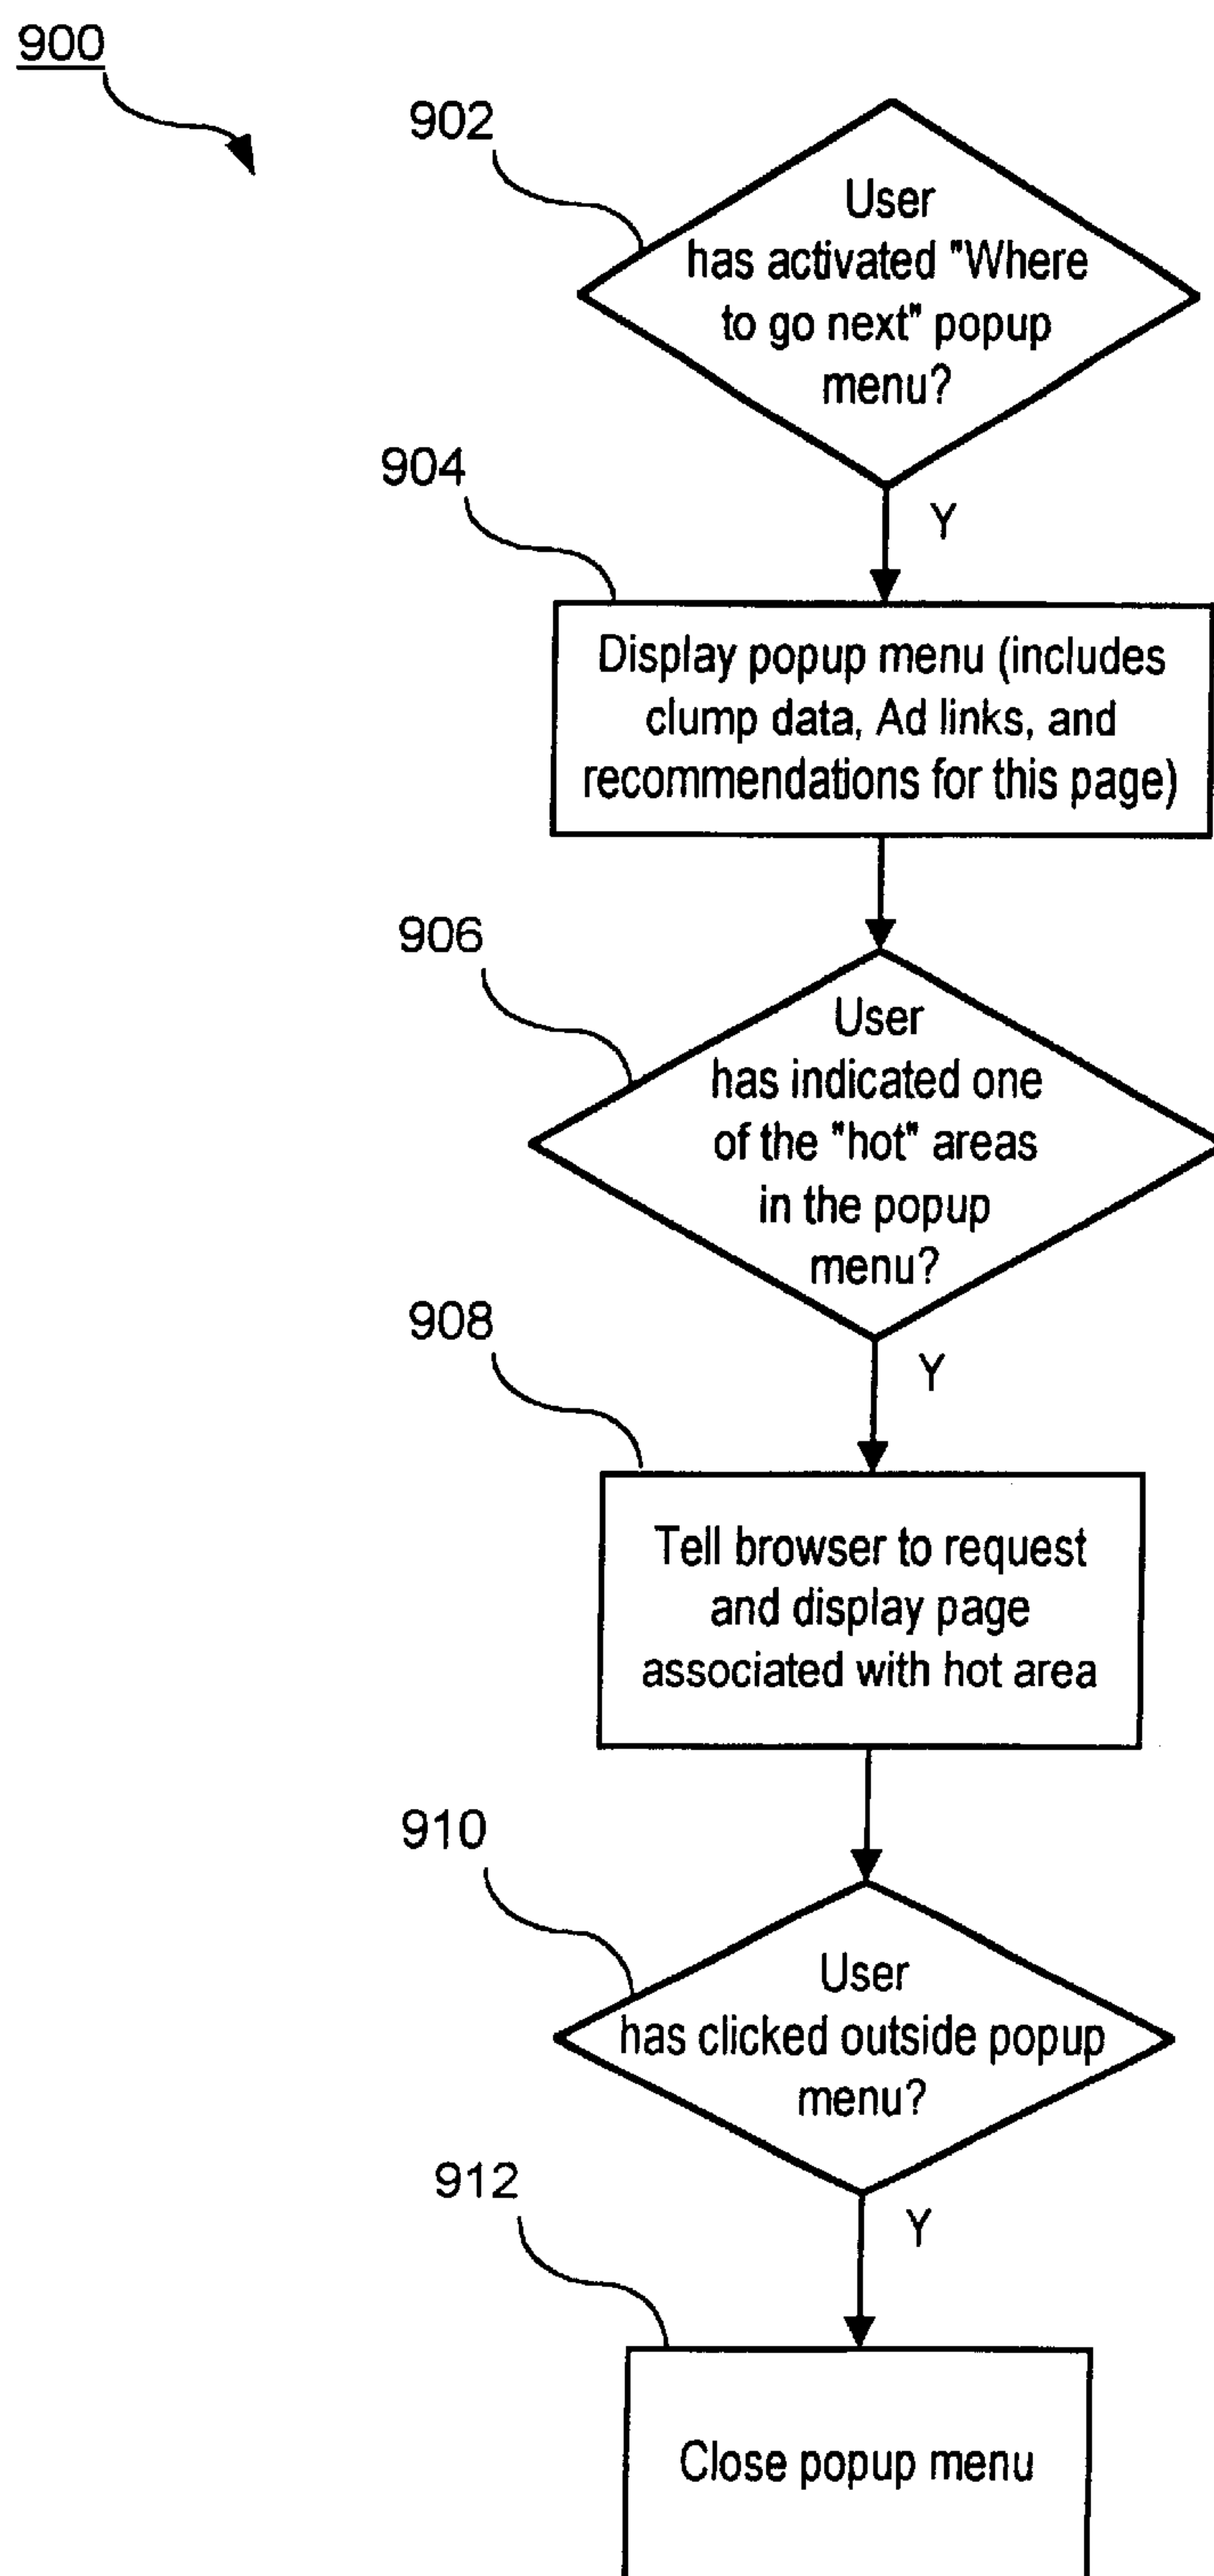 900
902
User
has activated "Where
to go next" popup
menu?
Y
904
Display popup menu (includes
clump data, Ad links, and
recommendations for this page)
906
User
has indicated one
of the "hot" areas
in the popup
menu?
Y
908
Tell browser to request
and display page
associated with hot area
910
User
has clicked outside popup
menu?
Y
912
Close popup menu